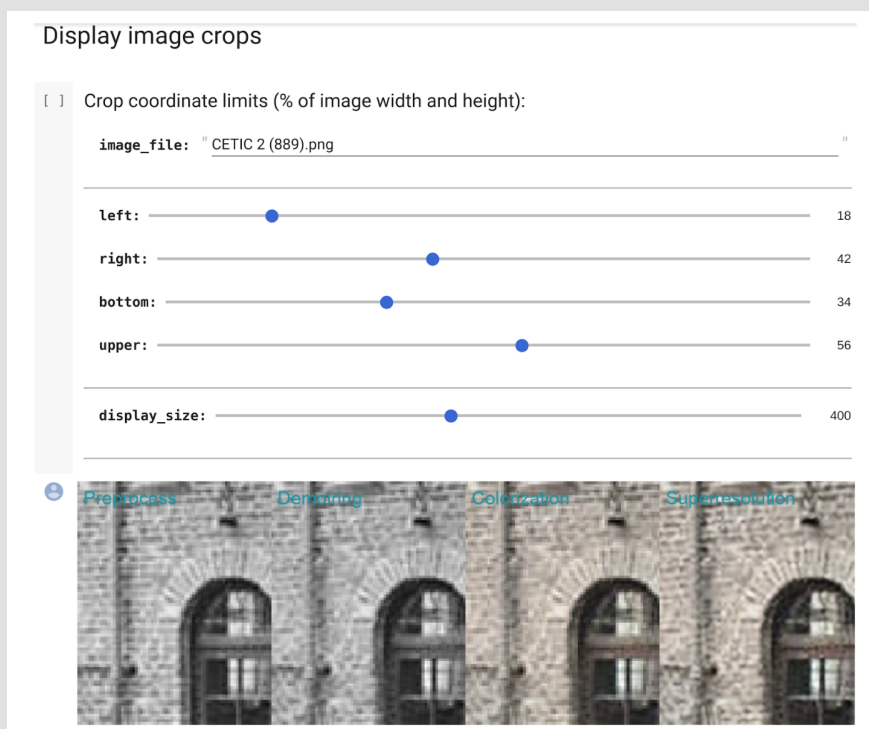 Display image crops
[ ] Crop coordinate limits (% of image width and height):
image_file: " CETIC 2 (889).png "
left: 18
right: 42
bottom: 34
upper: 56
display_size: 400
Preprocess Demoiring Colorization Superresolution